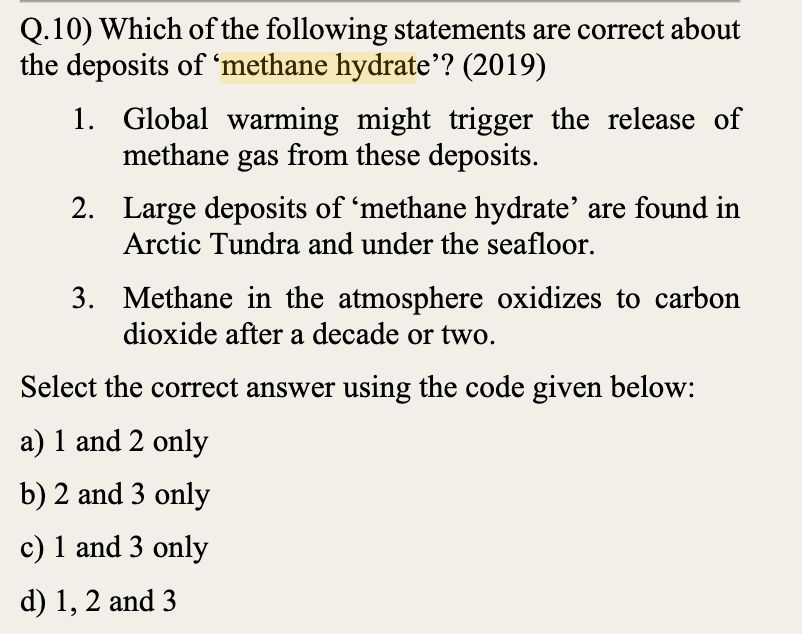 Q.10) Which of the following statements are correct about
the deposits of ‘methane hydrate’? (2019)
1. Global warming might trigger the release of
methane gas from these deposits.
2. Large deposits of ‘methane hydrate’ are found in
Arctic Tundra and under the seafloor.
3. Methane in the atmosphere oxidizes to carbon
dioxide after a decade or two.
Select the correct answer using the code given below:
a) 1 and 2 only
b) 2 and 3 only
c) 1 and 3 only
d) 1, 2 and 3